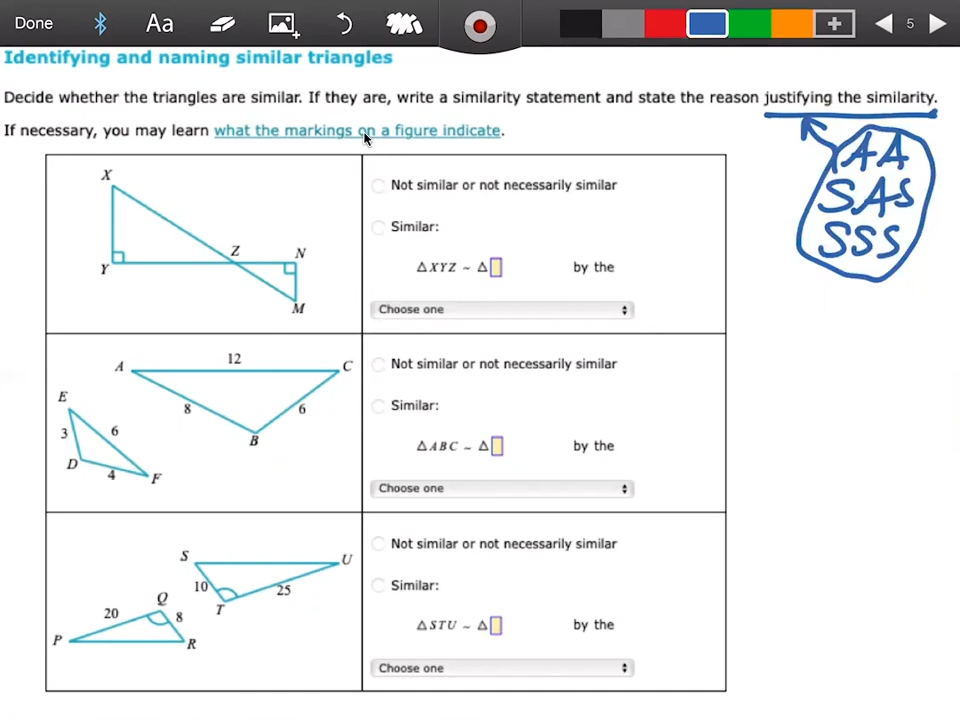 Done Aa 5
Identifying and naming similar triangles
Decide whether the triangles are similar. If they are, write a similarity statement and state the reason justifying the similarity.
If necessary, you may learn what the markings on a figure indicate.
AA
SAS
SSS
X
Y
Z
N
M
Not similar or not necessarily similar
Similar:
△XYZ ~ △ by the
Choose one
A
12
C
8
6
B
E
3
6
D
4
F
Not similar or not necessarily similar
Similar:
△ABC ~ △ by the
Choose one
S
U
10
25
T
Q
20
8
P
R
Not similar or not necessarily similar
Similar:
△STU ~ △ by the
Choose one